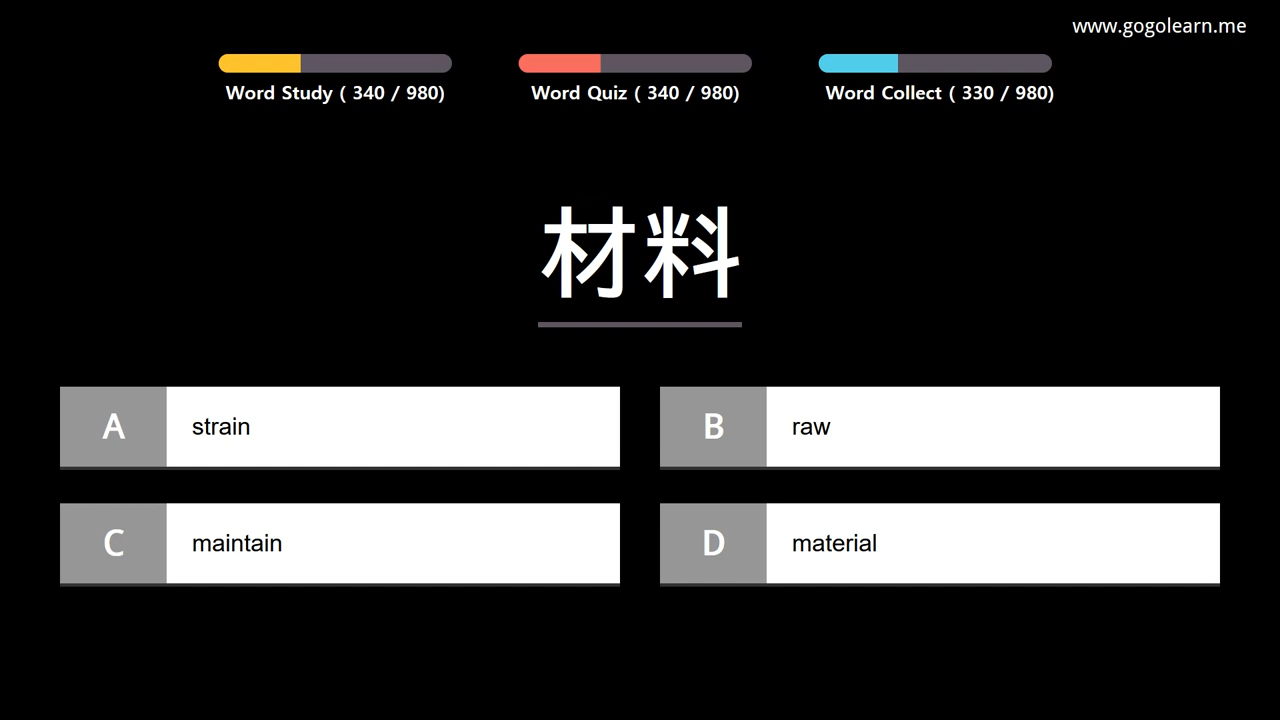 www.gogolearn.me
Word Study ( 340 / 980)
Word Quiz ( 340 / 980)
Word Collect ( 330 / 980)
材料
A strain
B raw
C maintain
D material